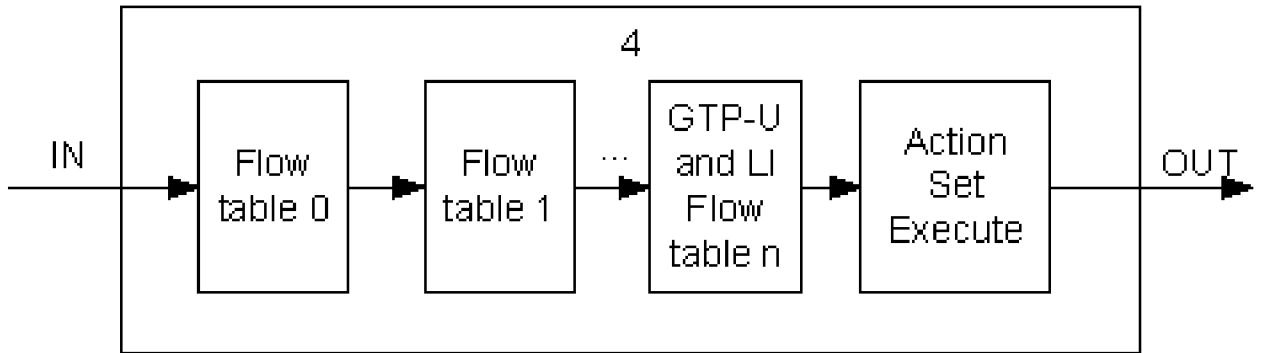 4
IN
Flow
table 0
Flow
table 1
...
GTP-U
and LI
Flow
table n
Action
Set
Execute
OUT